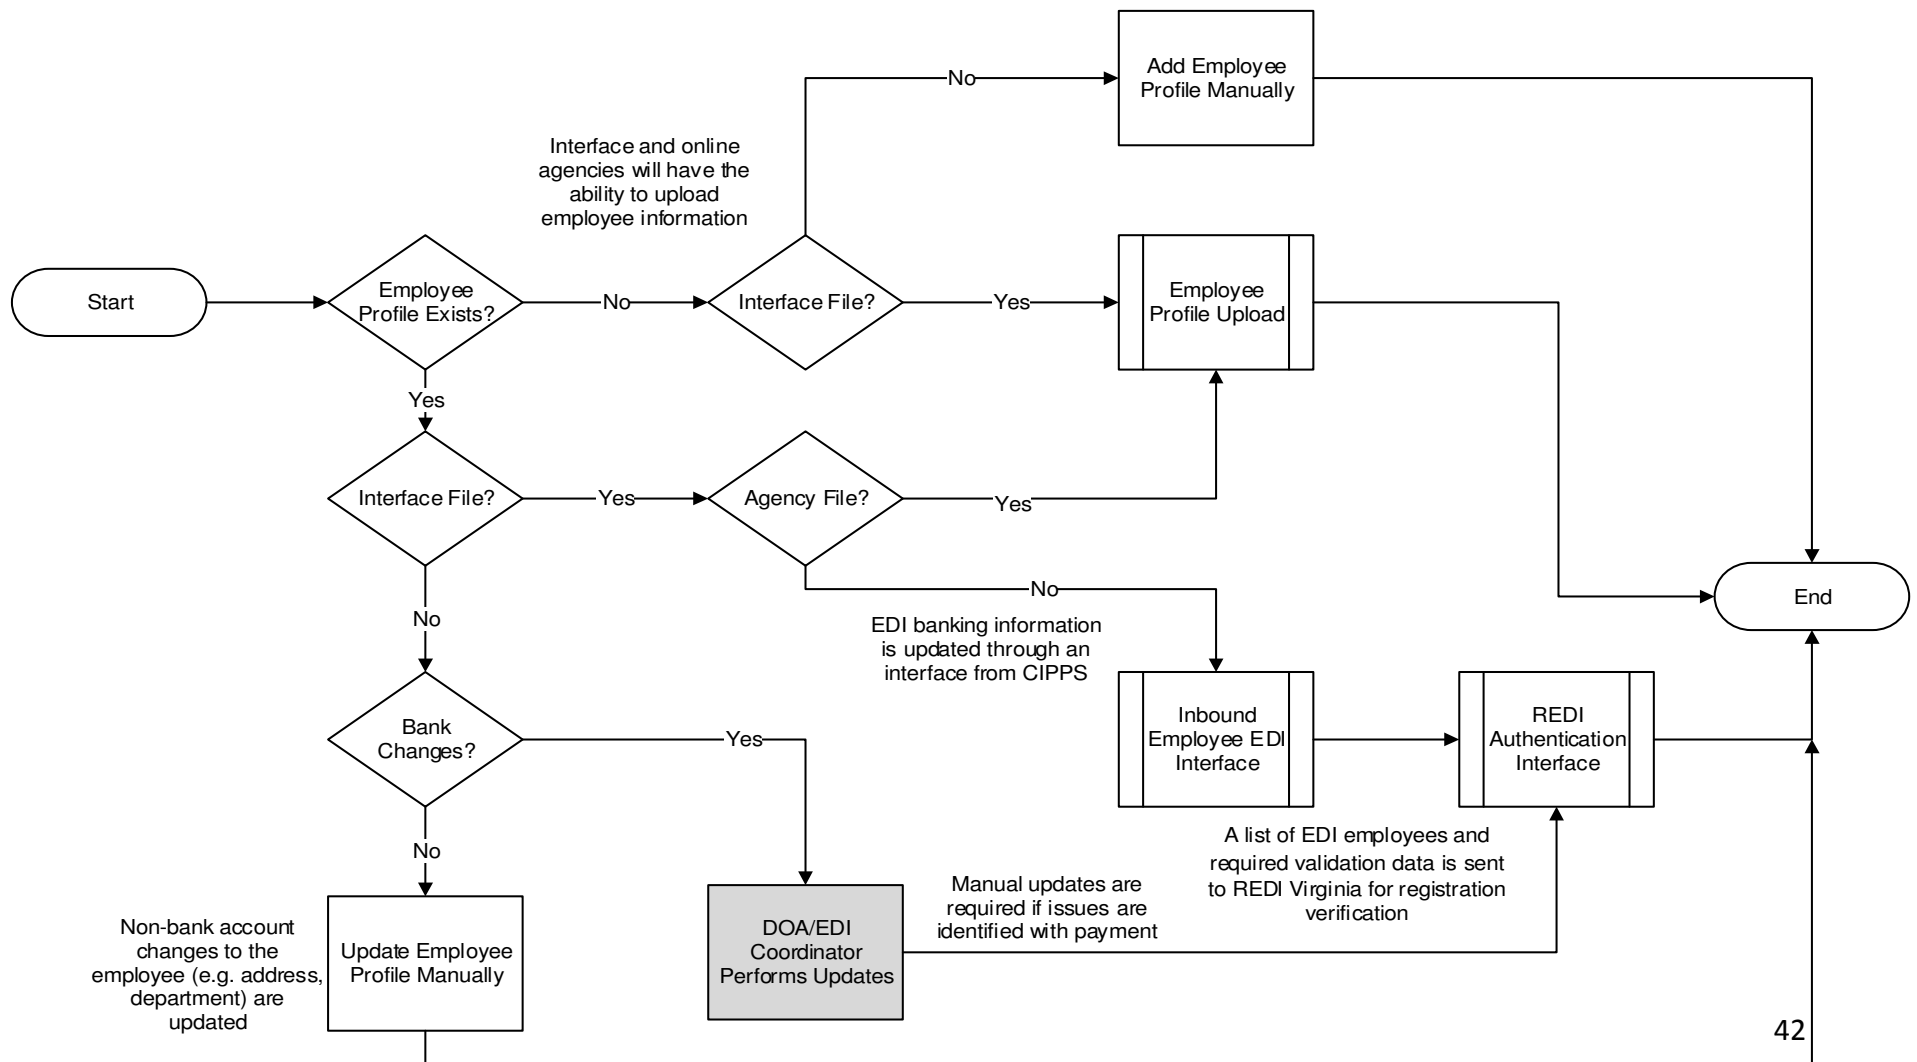 No
Add Employee
Profile Manually
Interface and online
agencies will have the
ability to upload
employee information
Start
Employee
Profile Exists?
No
Interface File?
Yes
Employee
Profile Upload
Yes
Interface File?
Yes
Agency File?
Yes
No
End
No
EDI banking information
is updated through an
interface from CIPPS
Bank
Changes?
Yes
Inbound
Employee EDI
Interface
REDI
Authentication
Interface
A list of EDI employees and
required validation data is sent
to REDI Virginia for registration
verification
No
Manual updates are
required if issues are
identified with payment
Non-bank account
changes to the
employee (e.g. address,
department) are
updated
Update Employee
Profile Manually
DOA/EDI
Coordinator
Performs Updates
42